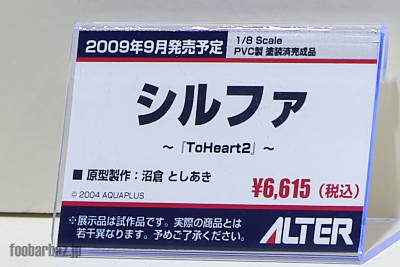 2009年9月発売予定
1/8 Scale
PVC製 塗装済完成品
シルファ
～『ToHeart2』～
■ 原型製作：沼倉 としあき
¥6,615（税込）
© 2004 AQUAPLUS
※展示品は試作品です。実際の商品とは
若干異なります。予めご了承ください。
ALTER
foobarbaz.jp